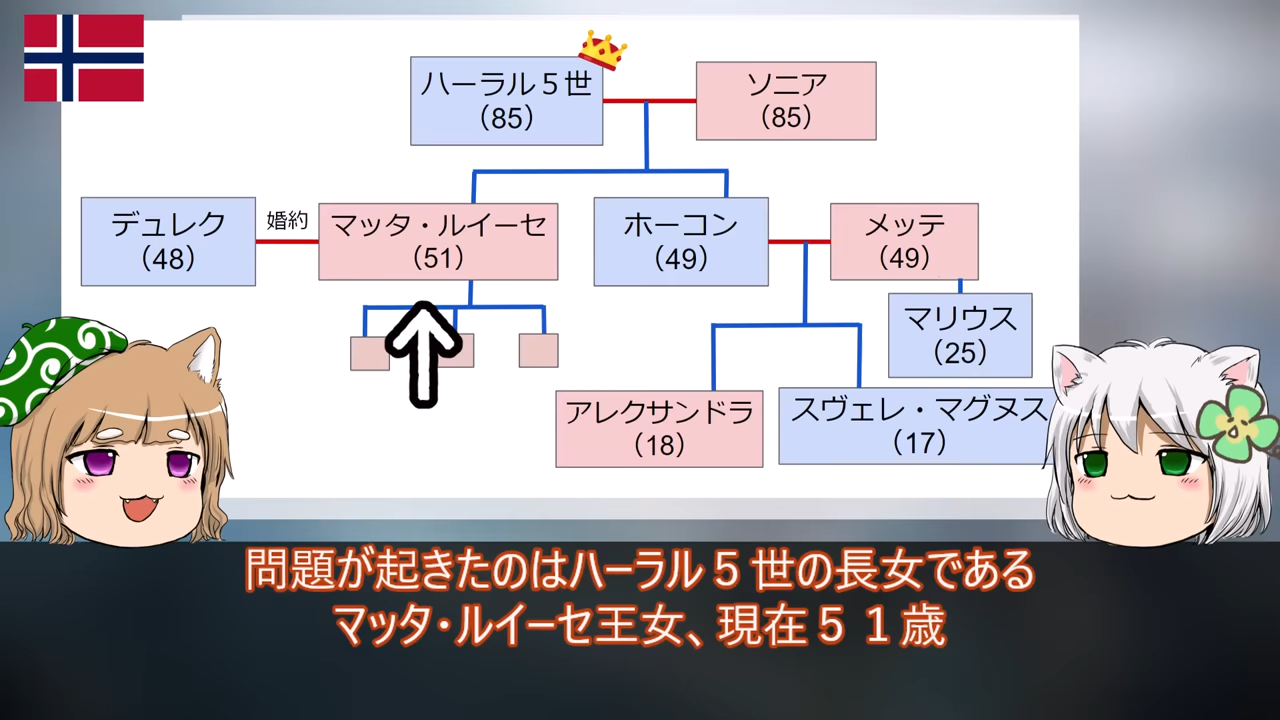 ハーラル５世
（85）
ソニア
（85）
デュレク
（48）
婚約
マッタ・ルイーセ
（51）
ホーコン
（49）
メッテ
（49）
マリウス
（25）
アレクサンドラ
（18）
スヴェレ・マグヌス
（17）
問題が起きたのはハーラル５世の長女である
マッタ・ルイーセ王女、現在５１歳